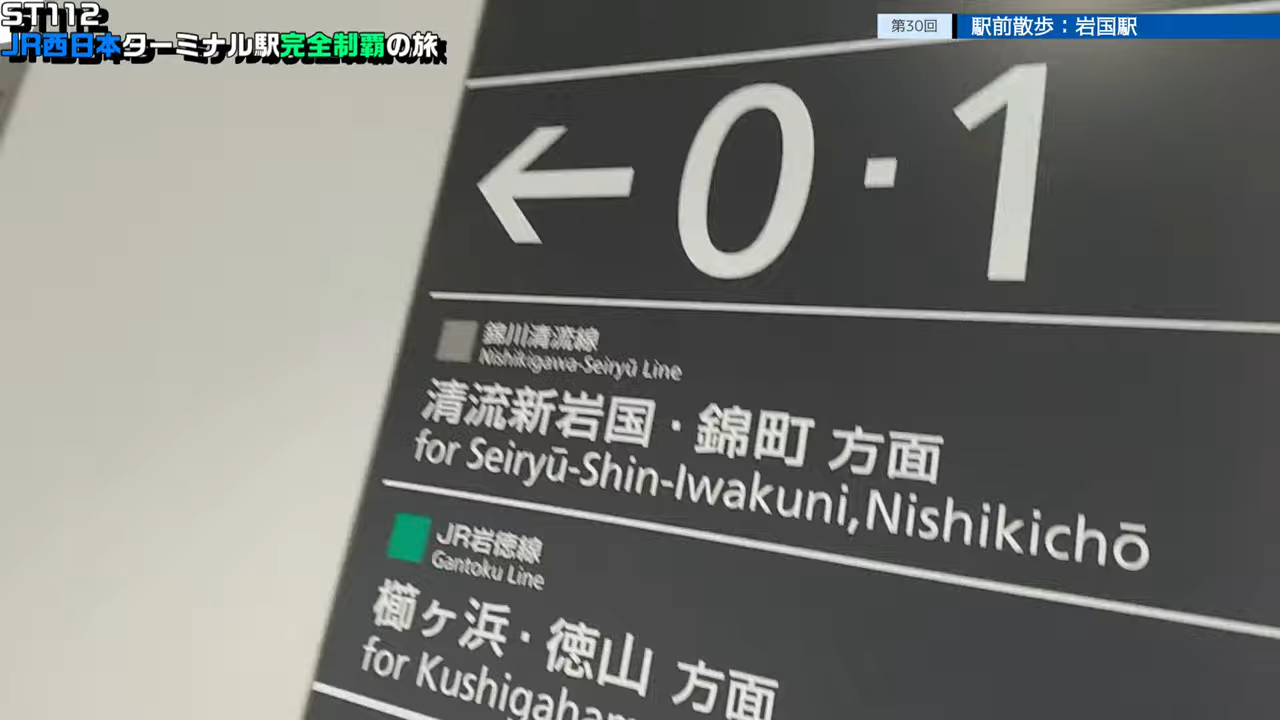 ST112
JR西日本ターミナル駅完全制覇の旅
第30回
駅前散歩：岩国駅
←0・1
錦川清流線
Nishikigawa-Seiryū Line
清流新岩国・錦町 方面
for Seiryū-Shin-Iwakuni,Nishikichō
JR岩徳線
Gantoku Line
櫛ヶ浜・徳山 方面
for Kushigaham